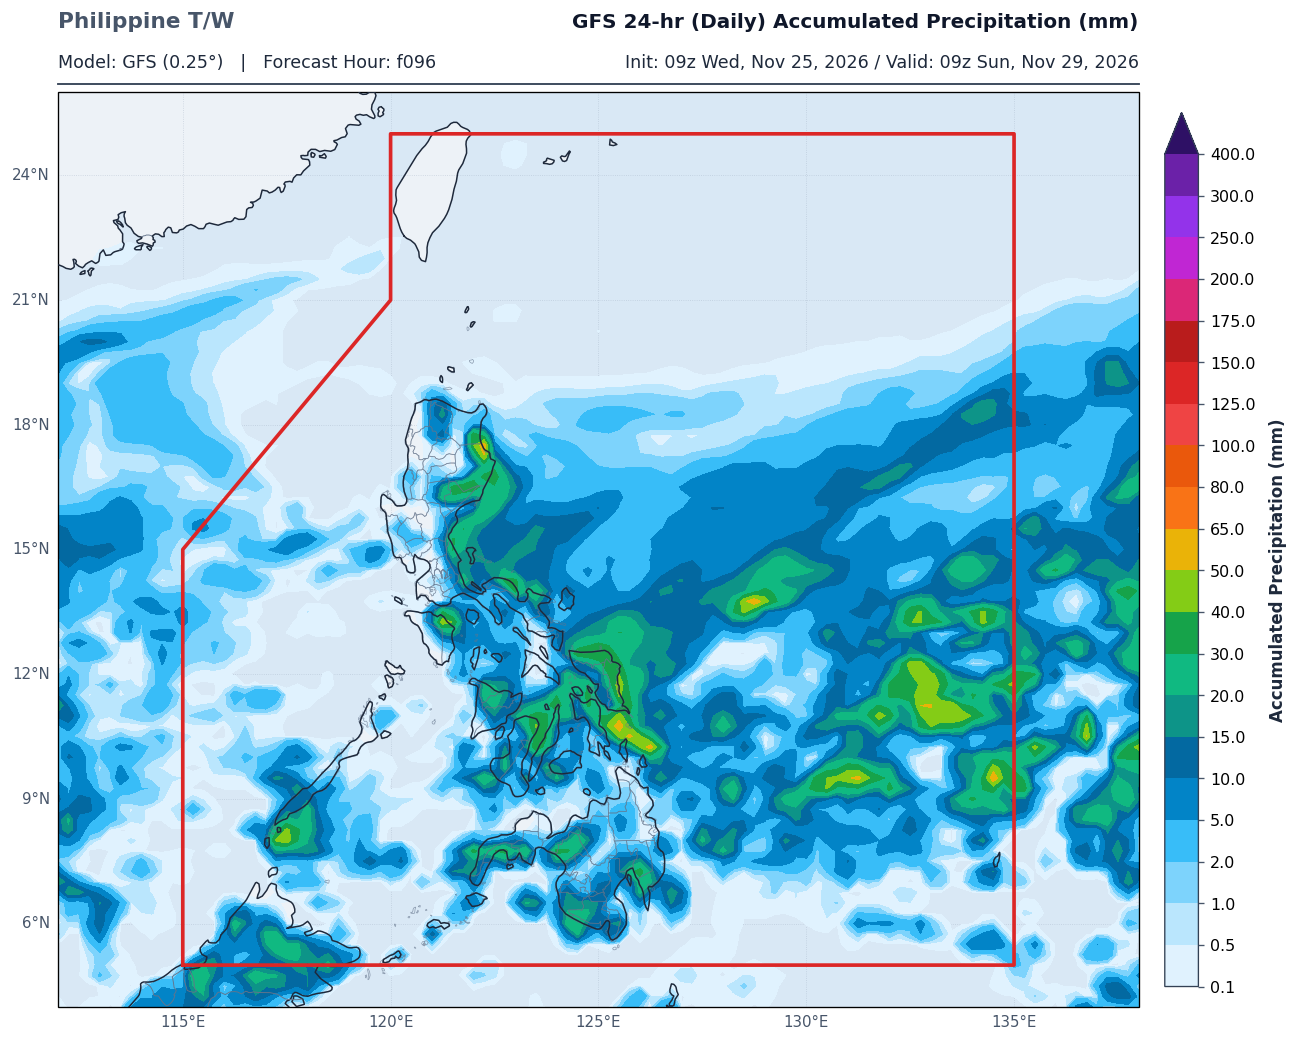 Philippine T/W
GFS 24-hr (Daily) Accumulated Precipitation (mm)
Model: GFS (0.25°) | Forecast Hour: f096
Init: 09z Wed, Nov 25, 2026 / Valid: 09z Sun, Nov 29, 2026
24°N
21°N
18°N
15°N
12°N
9°N
6°N
115°E
120°E
125°E
130°E
135°E
400.0
300.0
250.0
200.0
175.0
150.0
125.0
100.0
80.0
65.0
50.0
40.0
30.0
20.0
15.0
10.0
5.0
2.0
1.0
0.5
0.1
Accumulated Precipitation (mm)